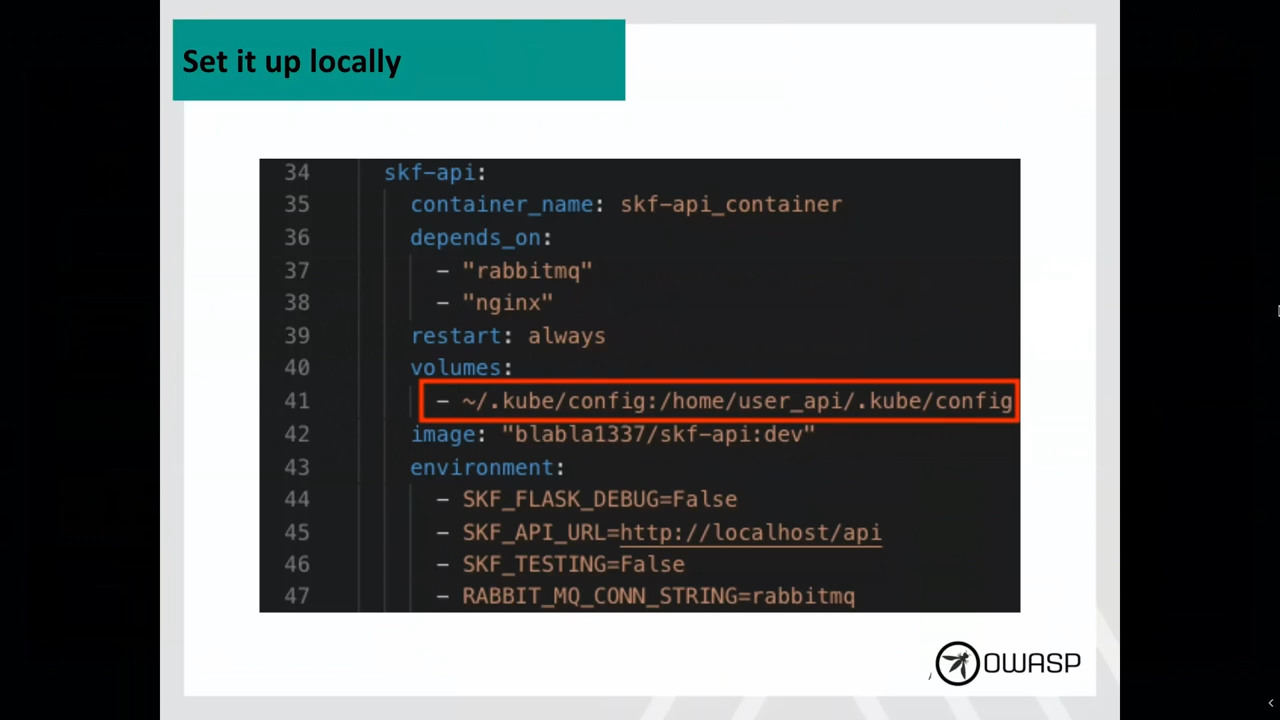 Set it up locally
34 skf-api:
35 container_name: skf-api_container
36 depends_on:
37 - "rabbitmq"
38 - "nginx"
39 restart: always
40 volumes:
41 - ~/.kube/config:/home/user_api/.kube/config
42 image: "blabla1337/skf-api:dev"
43 environment:
44 - SKF_FLASK_DEBUG=False
45 - SKF_API_URL=http://localhost/api
46 - SKF_TESTING=False
47 - RABBIT_MQ_CONN_STRING=rabbitmq
OWASP